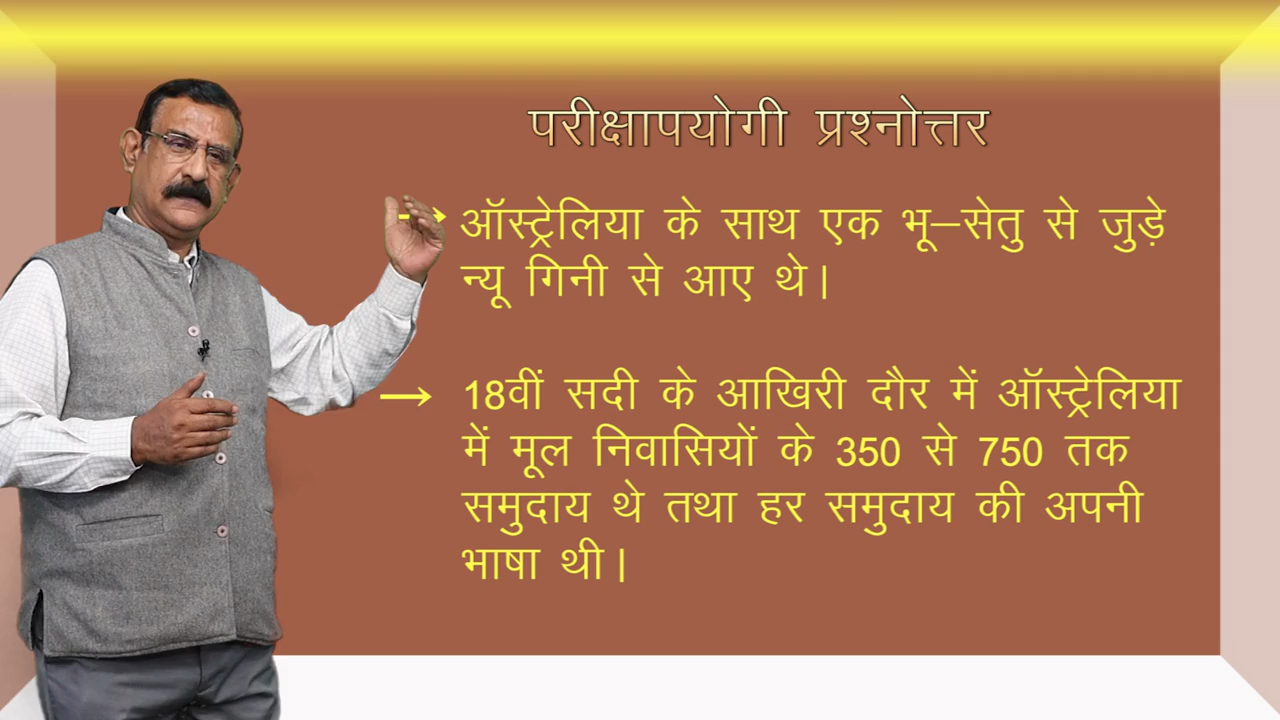 परीक्षापयोगी प्रश्नोत्तर
→ ऑस्ट्रेलिया के साथ एक भू–सेतु से जुड़े
न्यू गिनी से आए थे।
→ 18वीं सदी के आखिरी दौर में ऑस्ट्रेलिया
में मूल निवासियों के 350 से 750 तक
समुदाय थे तथा हर समुदाय की अपनी
भाषा थी।